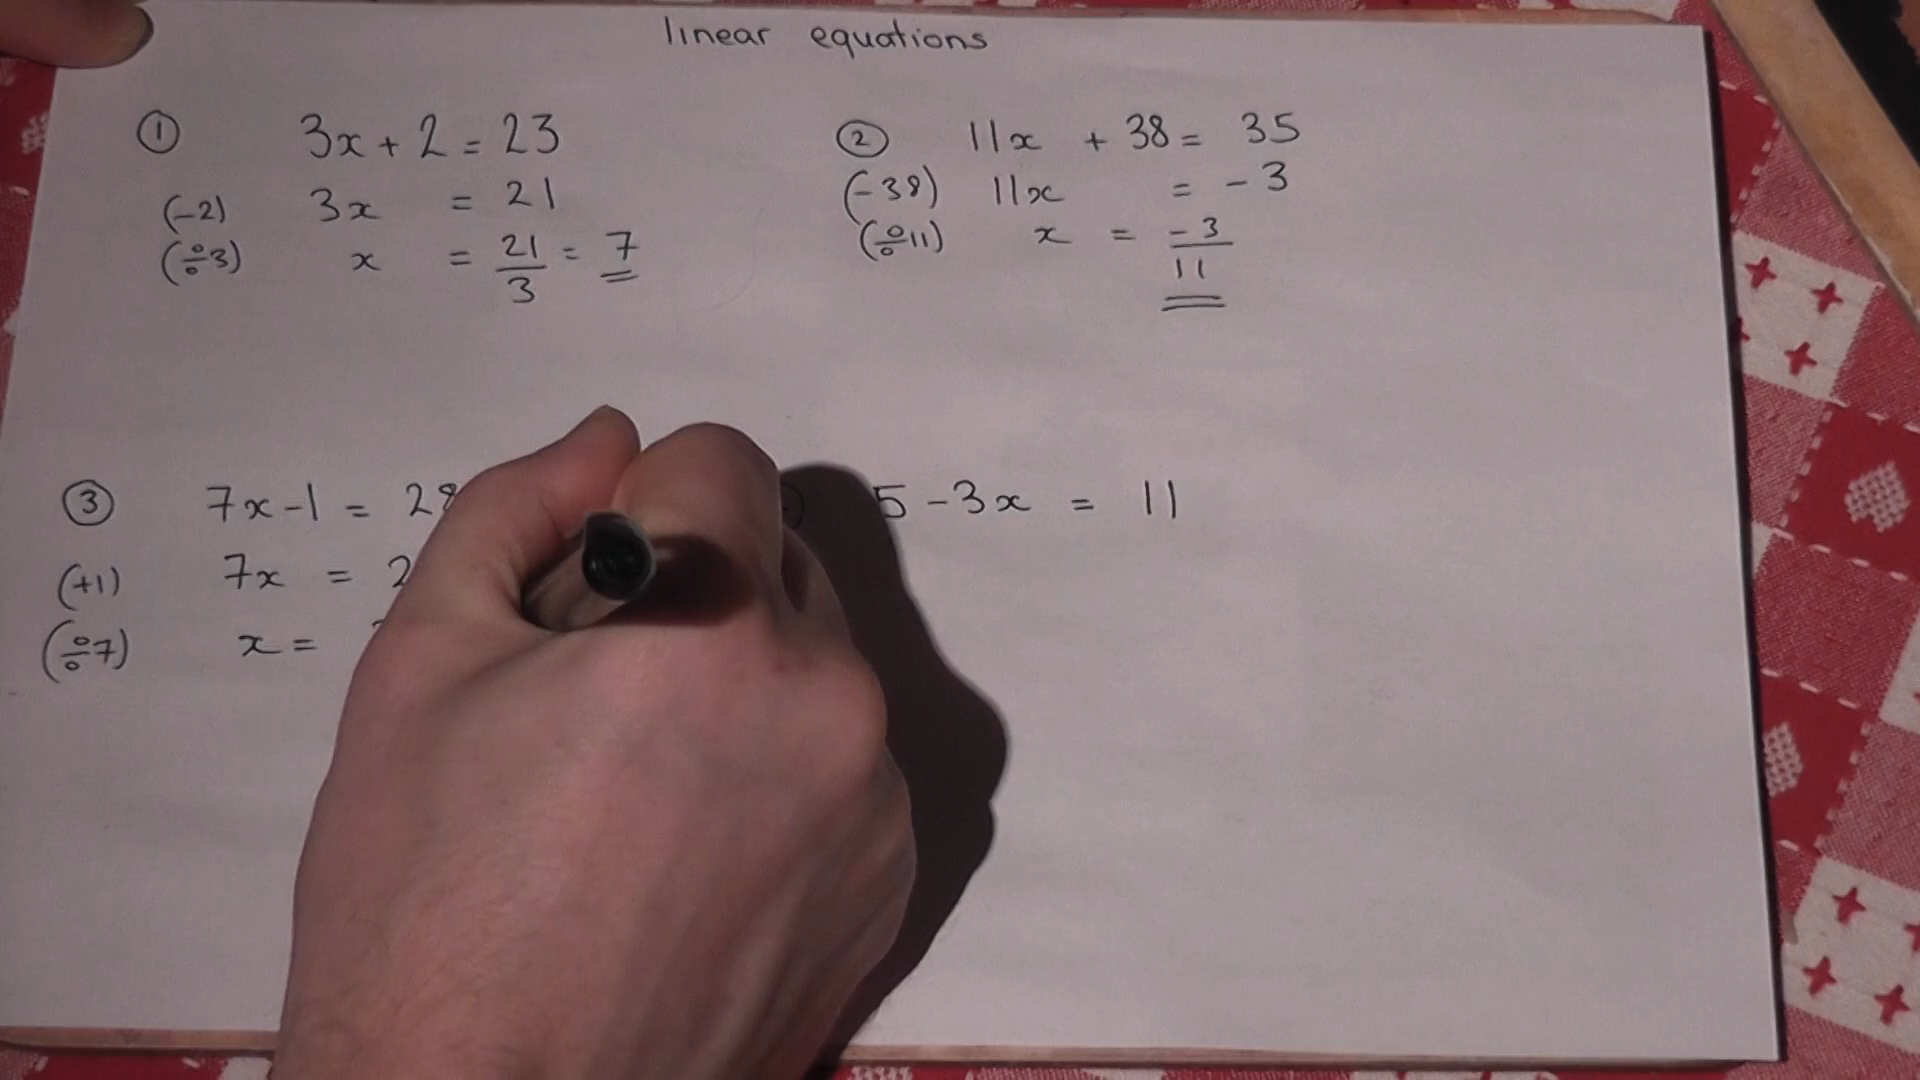 linear equations
① 3x + 2 = 23
(-2) 3x = 21
(÷3) x = 21/3 = 7
② 11x + 38 = 35
(-38) 11x = -3
(÷11) x = -3/11
③ 7x - 1 = 28
(+1) 7x = 2
(÷7) x =
5 - 3x = 11